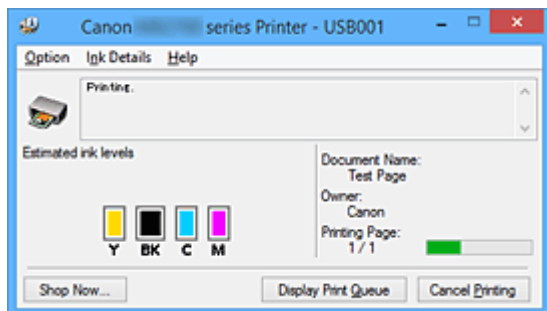 Canon series Printer - USB001
Option Ink Details Help
Printing.
Estimated ink levels
Document Name:
Test Page
Owner:
Canon
Printing Page:
1 / 1
Y BK C M
Shop Now... Display Print Queue Cancel Printing